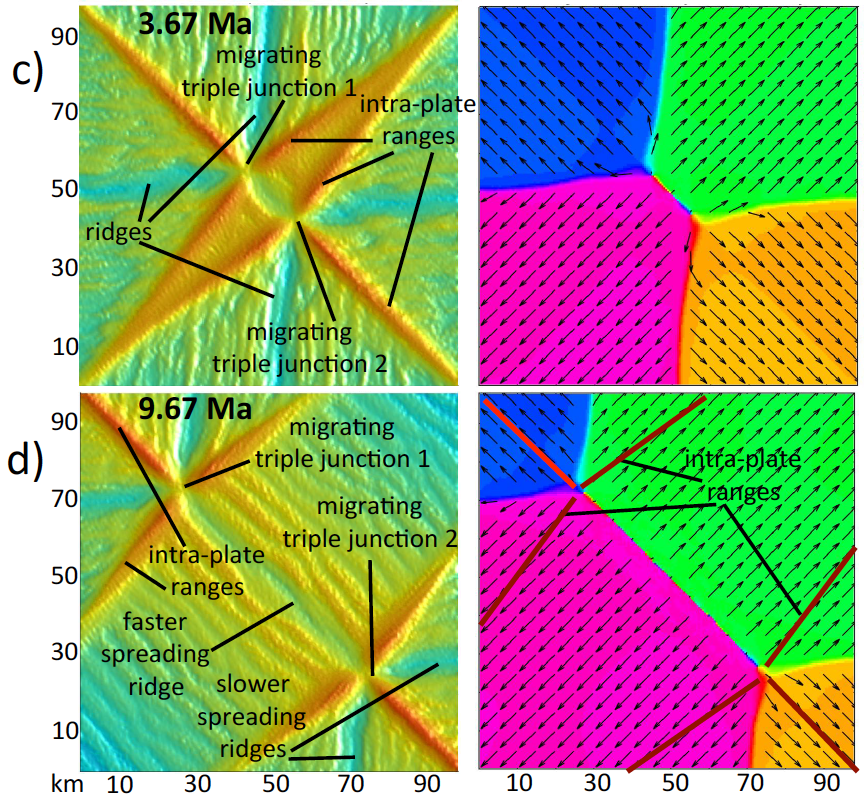 3.67 Ma
90
c)
migrating
triple junction 1
intra-plate
ranges
70
50
ridges
30
migrating
triple junction 2
10
9.67 Ma
90
d)
migrating
triple junction 1
migrating
triple junction 2
70
intra-plate
ranges
50
faster
spreading
ridge
30
slower
spreading
ridges
10
km 10 30 50 70 90
intra-plate
ranges
10 30 50 70 90